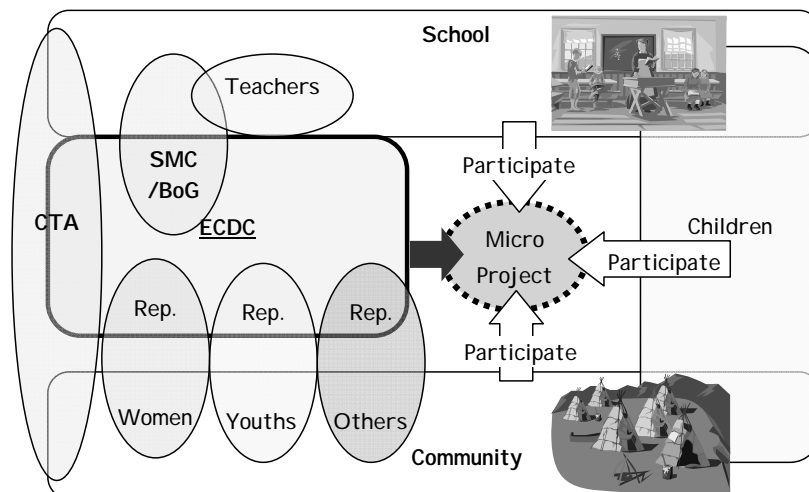 School
Teachers
SMC
/BoG
Participate
CTA
ECDC
Children
Micro
Project
Participate
Rep.
Rep.
Rep.
Participate
Women
Youths
Others
Community